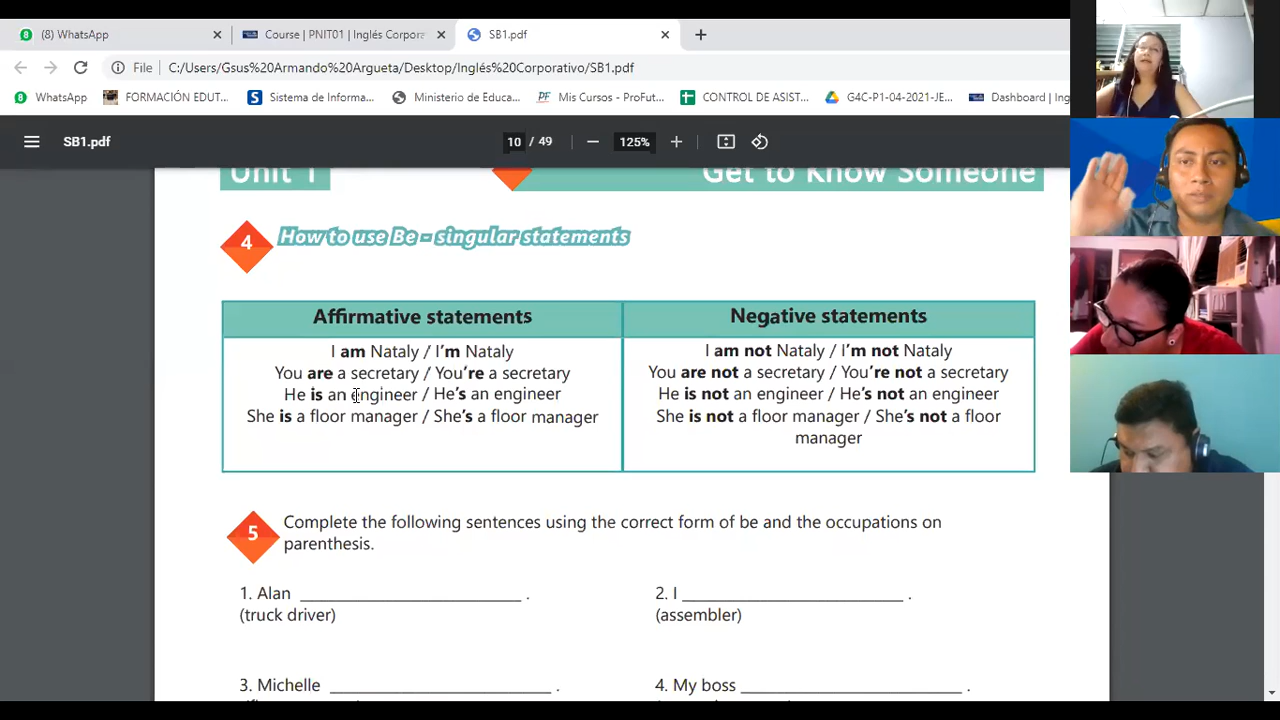 (8) WhatsApp
Course | PNIT01 | Inglés Corpor
SB1.pdf
File
C:/Users/Gsus%20Armando%20Argueta/Desktop/Inglés%20Corporativo/SB1.pdf
WhatsApp
FORMACIÓN EDUT...
Sistema de Informa...
Ministerio de Educa...
Mis Cursos - ProFut...
CONTROL DE ASIST...
G4C-P1-04-2021-JE...
Dashboard | Ing
SB1.pdf
10 / 49
125%
Unit 1
Get to Know Someone
4
How to use Be - singular statements
Affirmative statements
Negative statements
I am Nataly / I'm Nataly
You are a secretary / You're a secretary
He is an engineer / He's an engineer
She is a floor manager / She's a floor manager
I am not Nataly / I'm not Nataly
You are not a secretary / You're not a secretary
He is not an engineer / He's not an engineer
She is not a floor manager / She's not a floor
manager
5
Complete the following sentences using the correct form of be and the occupations on
parenthesis.
1. Alan ________________________ .
(truck driver)
2. I ________________________ .
(assembler)
3. Michelle ________________________ .
4. My boss ________________________ .